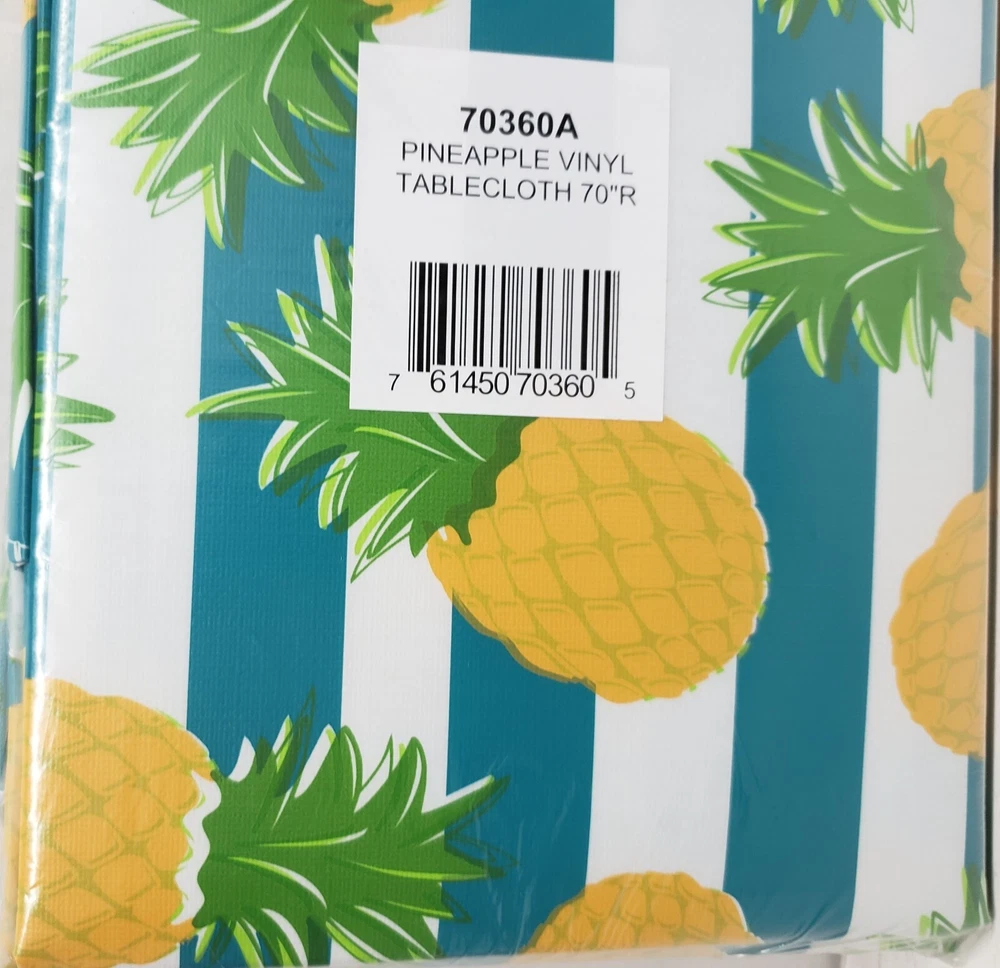 70360A
PINEAPPLE VINYL
TABLECLOTH 70"R
7 61450 70360 5